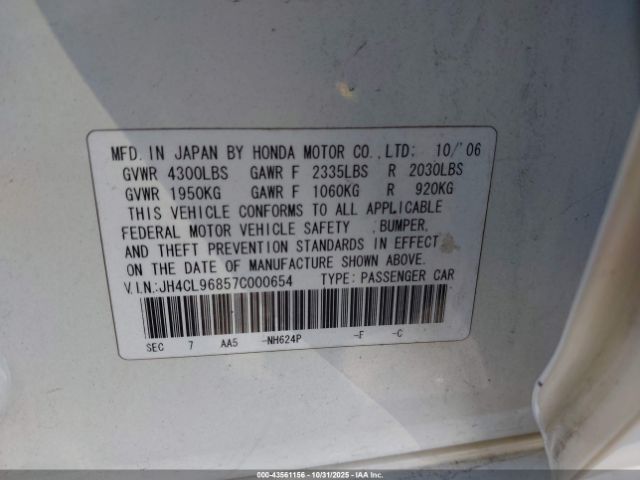 MFD. IN JAPAN BY HONDA MOTOR CO.,LTD: 10/'06
GVWR 4300LBS GAWR F 2335LBS R 2030LBS
GVWR 1950KG GAWR F 1060KG R 920KG
THIS VEHICLE CONFORMS TO ALL APPLICABLE
FEDERAL MOTOR VEHICLE SAFETY :BUMPER,
AND THEFT PREVENTION STANDARDS IN EFFECT
ON THE DATE OF MANUFACTURE SHOWN ABOVE.
V.I.N.:JH4CL96857C000654 TYPE: PASSENGER CAR
SEC 7 AA5 -NH624P -F -C
000-43561156 - 10/31/2025 - IAA Inc.